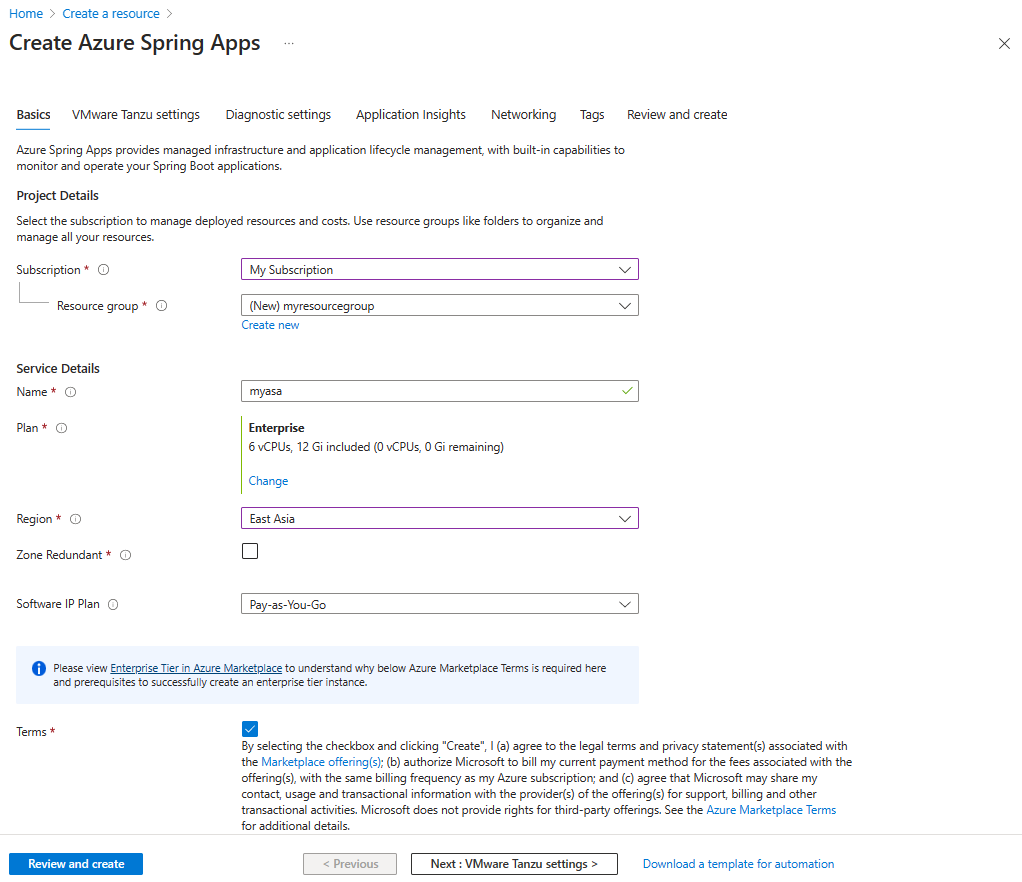 Home > Create a resource >
Create Azure Spring Apps ...
Basics VMware Tanzu settings Diagnostic settings Application Insights Networking Tags Review and create
Azure Spring Apps provides managed infrastructure and application lifecycle management, with built-in capabilities to
monitor and operate your Spring Boot applications.
Project Details
Select the subscription to manage deployed resources and costs. Use resource groups like folders to organize and
manage all your resources.
Subscription * My Subscription
Resource group * (New) myresourcegroup
Create new
Service Details
Name * myasa
Plan * Enterprise
6 vCPUs, 12 Gi included (0 vCPUs, 0 Gi remaining)
Change
Region * East Asia
Zone Redundant *
Software IP Plan Pay-as-You-Go
Please view Enterprise Tier in Azure Marketplace to understand why below Azure Marketplace Terms is required here
and prerequisites to successfully create an enterprise tier instance.
Terms *
By selecting the checkbox and clicking "Create", I (a) agree to the legal terms and privacy statement(s) associated with
the Marketplace offering(s); (b) authorize Microsoft to bill my current payment method for the fees associated with the
offering(s), with the same billing frequency as my Azure subscription; and (c) agree that Microsoft may share my
contact, usage and transactional information with the provider(s) of the offering(s) for support, billing and other
transactional activities. Microsoft does not provide rights for third-party offerings. See the Azure Marketplace Terms
for additional details.
Review and create < Previous Next : VMware Tanzu settings > Download a template for automation